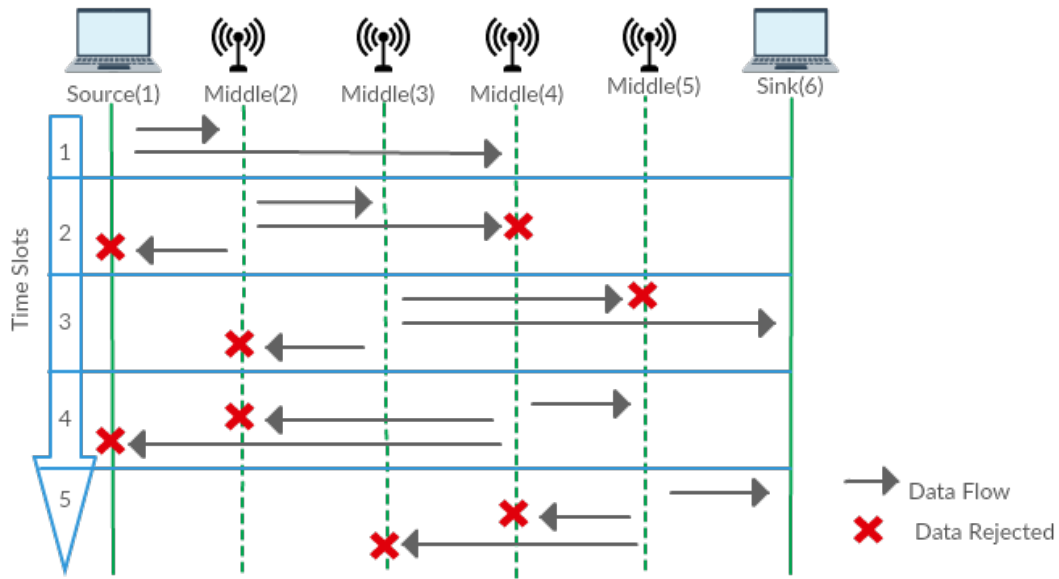 Source(1) Middle(2) Middle(3) Middle(4) Middle(5) Sink(6)
Time Slots
1
2
3
4
5
Data Flow
Data Rejected